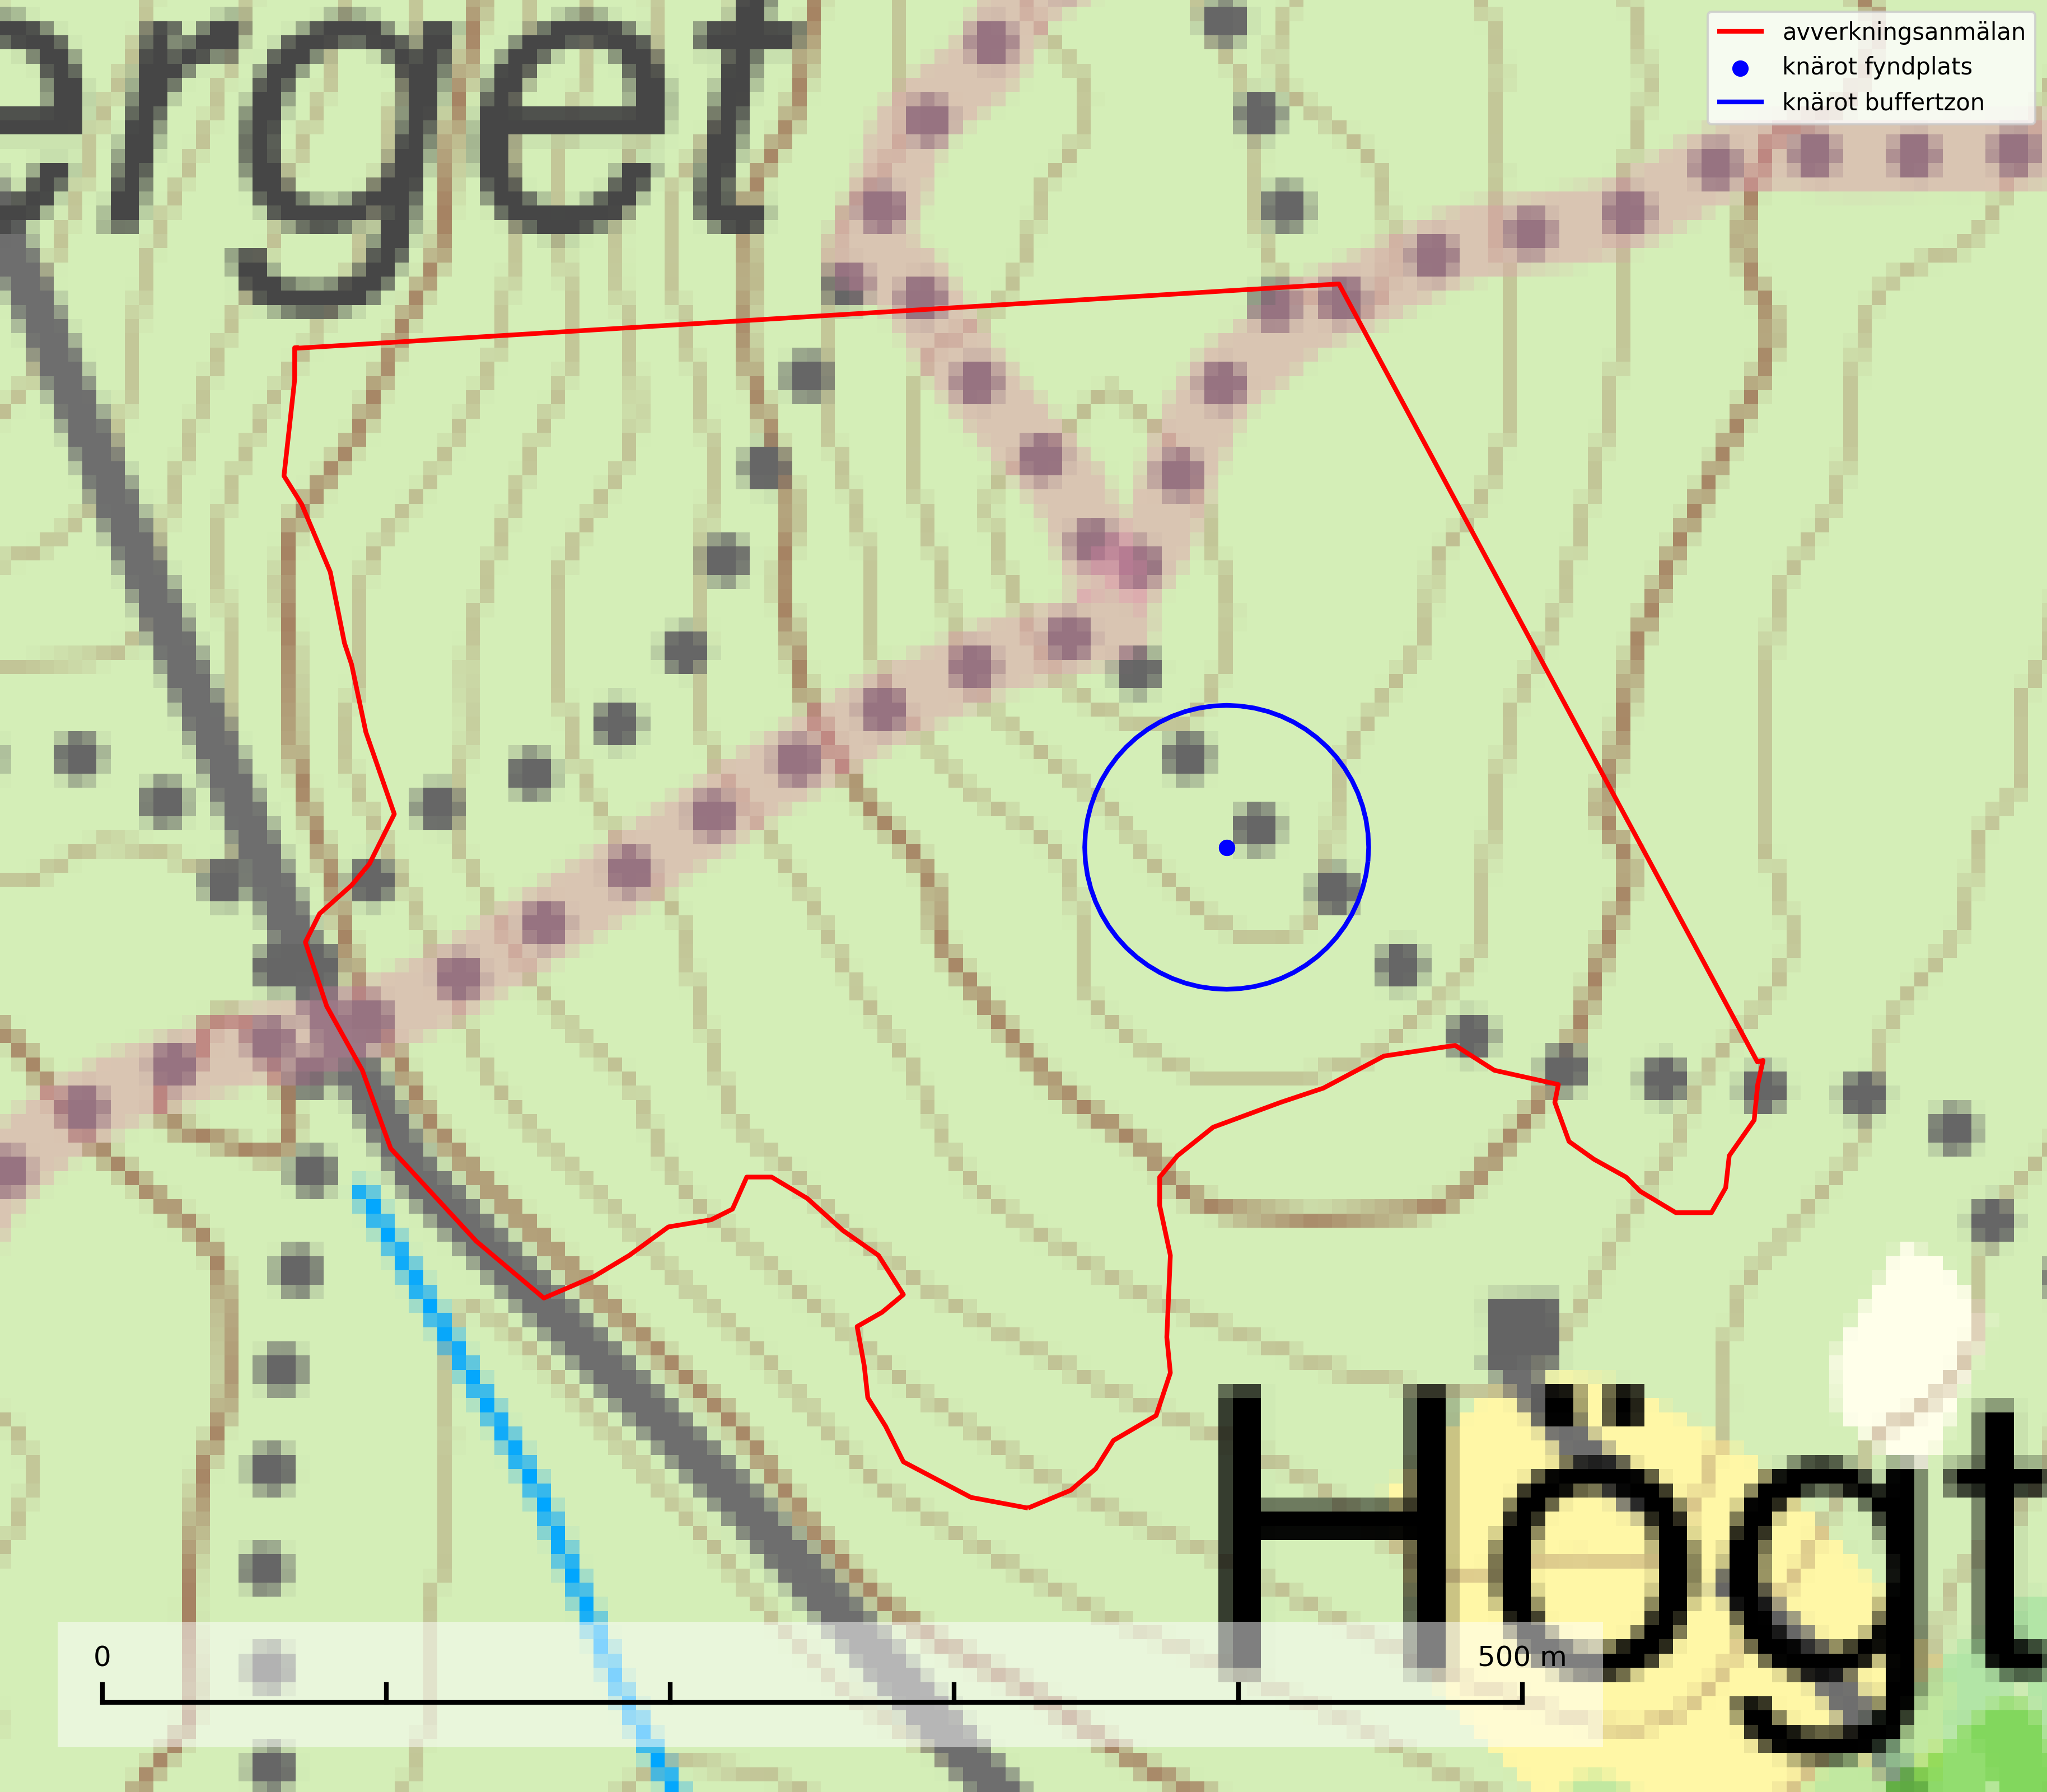 erget
avverkningsanmälan
knärot fyndplats
knärot buffertzon
Högt
0
500 m